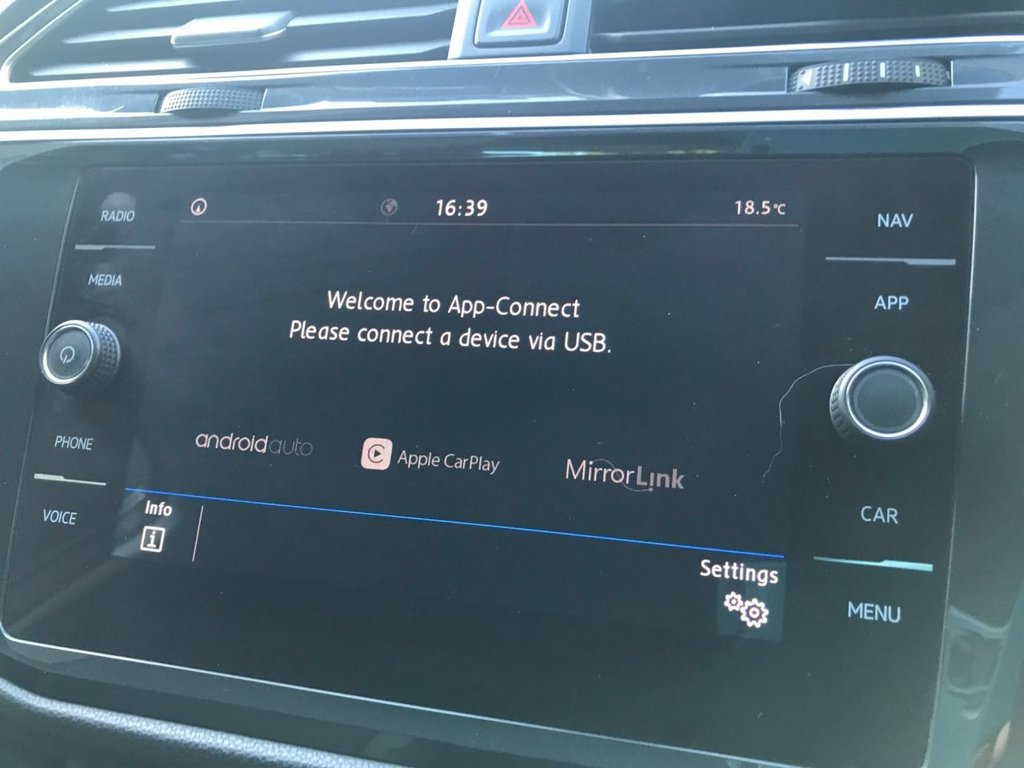 RADIO
MEDIA
PHONE
VOICE
16:39
18.5°C
Welcome to App-Connect
Please connect a device via USB.
androidauto
Apple CarPlay
MirrorLink
Info
i
Settings
NAV
APP
CAR
MENU